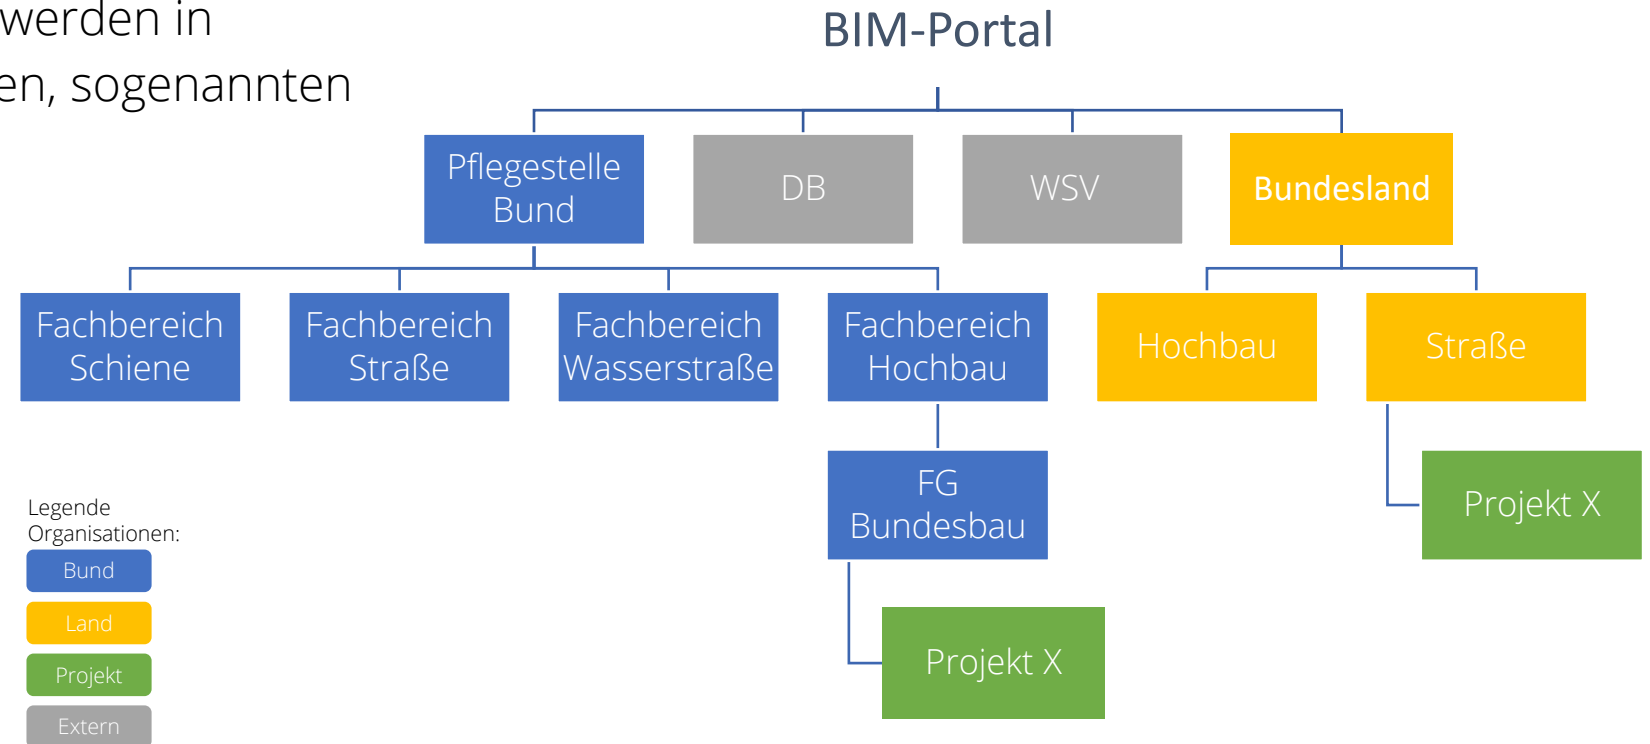 werden in
en, sogenannten
BIM-Portal
Pflegestelle
Bund
DB
WSV
Bundesland
Fachbereich
Schiene
Fachbereich
Straße
Fachbereich
Wasserstraße
Fachbereich
Hochbau
Hochbau
Straße
FG
Bundesbau
Projekt X
Projekt X
Legende
Organisationen:
Bund
Land
Projekt
Extern